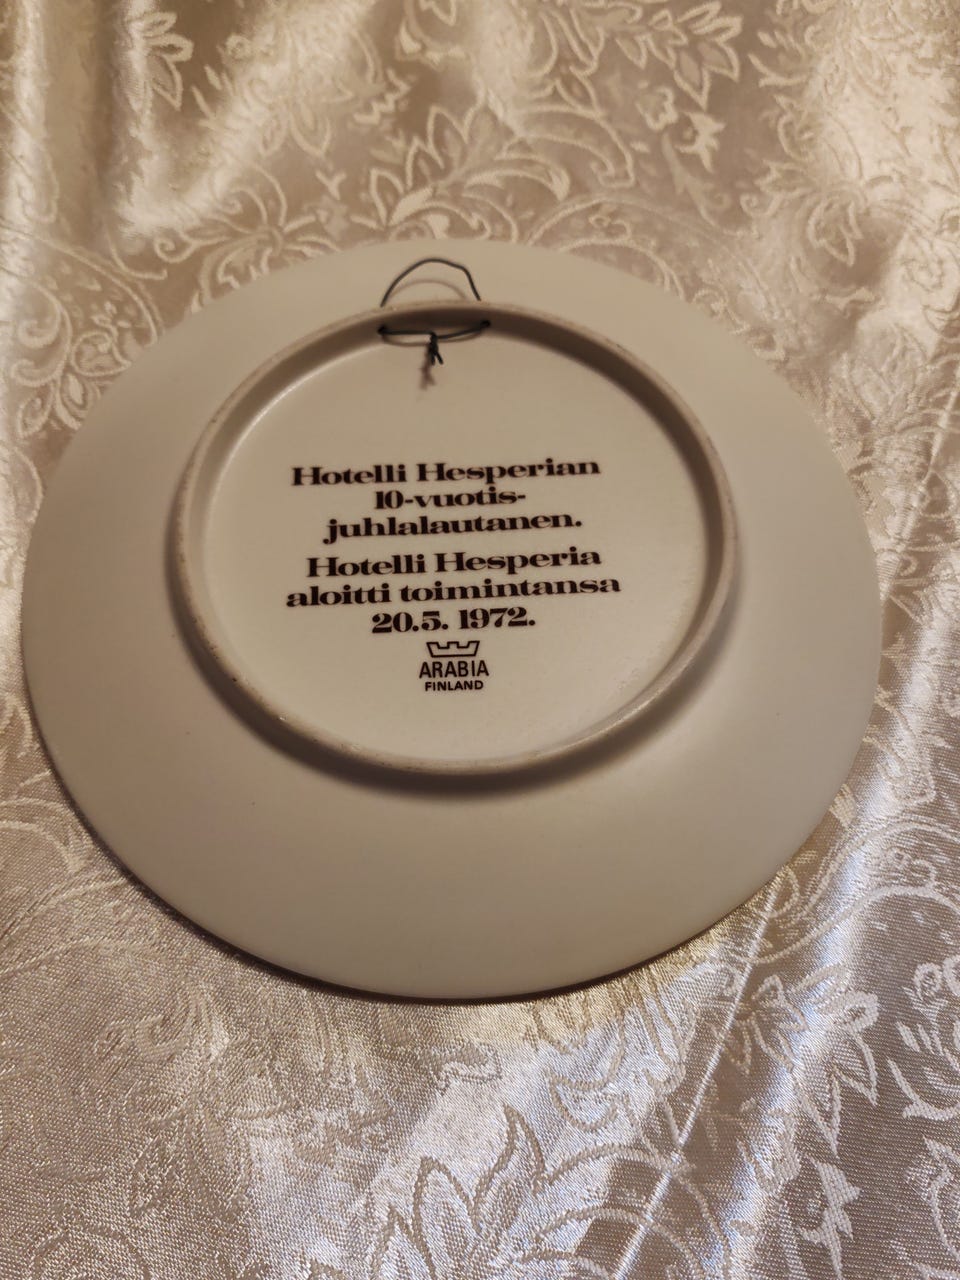 Hotelli Hesperian
10-vuotis-
juhlalautanen.
Hotelli Hesperia
aloitti toimintansa
20.5. 1972.
ARABIA
FINLAND